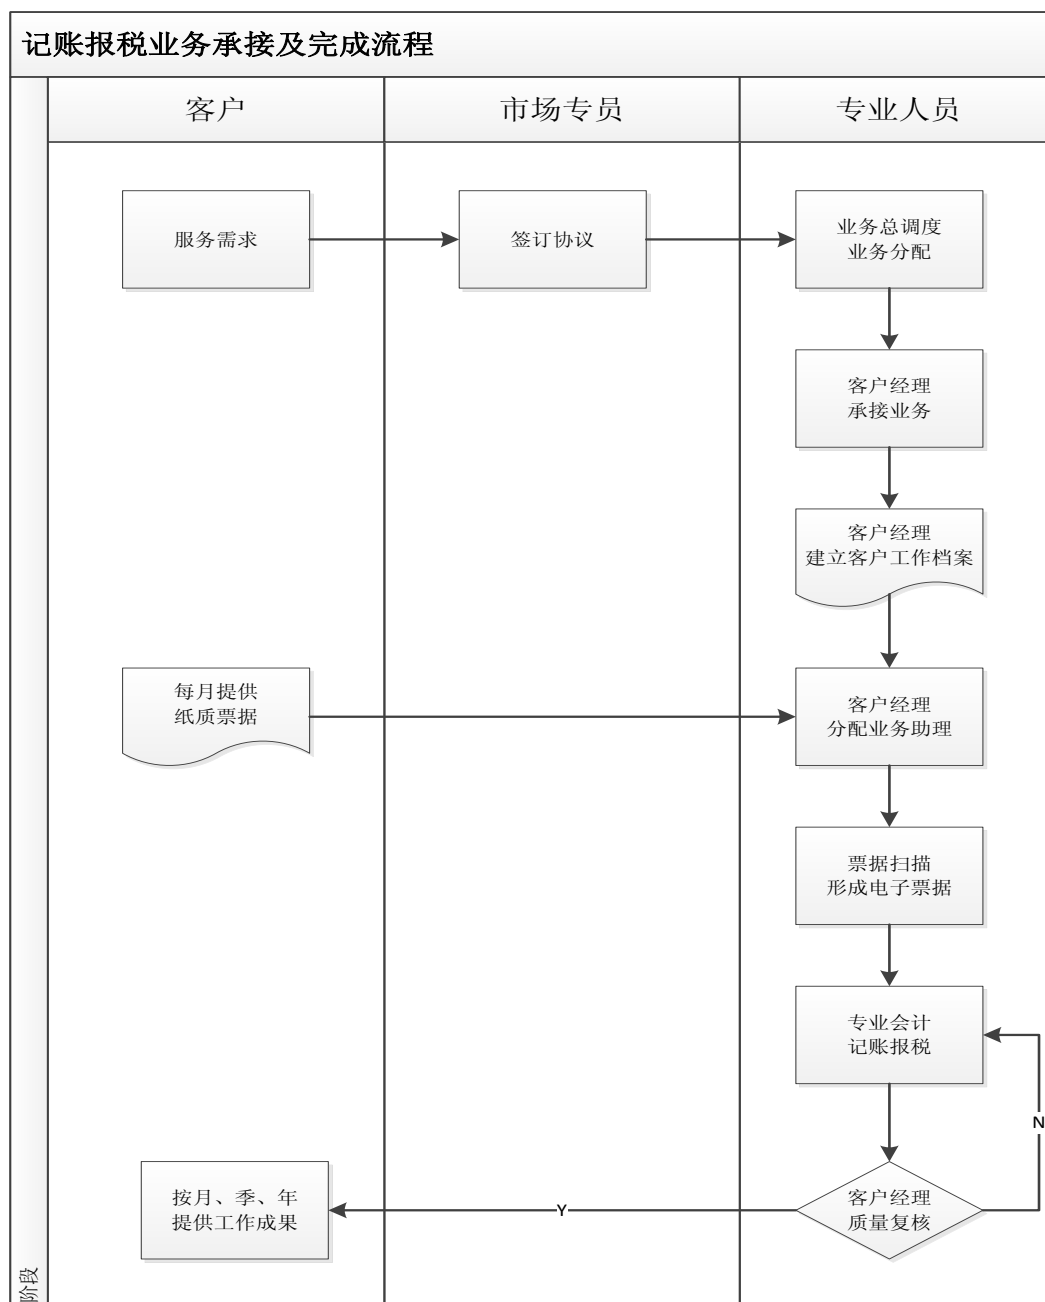 记账报税业务承接及完成流程
客户
市场专员
专业人员
服务需求
签订协议
业务总调度
业务分配
客户经理
承接业务
客户经理
建立客户工作档案
每月提供
纸质票据
客户经理
分配业务助理
票据扫描
形成电子票据
专业会计
记账报税
N
客户经理
质量复核
Y
按月、季、年
提供工作成果
阶段